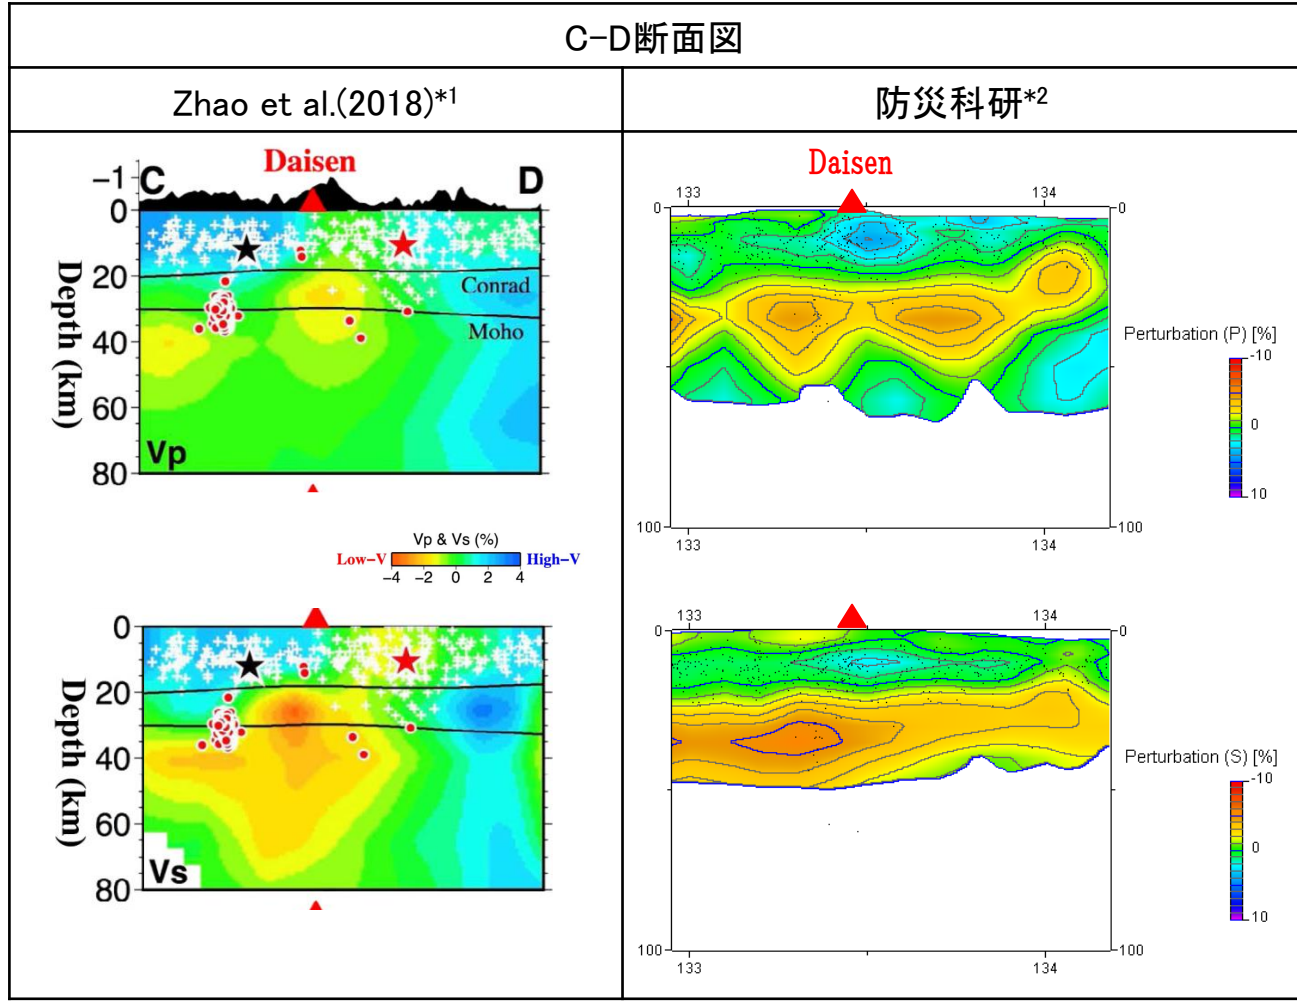 C-D断面図
Zhao et al.(2018)*1
防災科研*2
Daisen
C
D
−1
0
20
40
60
80
Depth (km)
Conrad
Moho
Vp
Vp & Vs (%)
Low−V
High−V
−4 −2 0 2 4
0
20
40
60
80
Depth (km)
Vs
Daisen
133 134
0 0
100 100
133 134
Perturbation (P) [%]
-10
0
10
133 134
0 0
100 100
133 134
Perturbation (S) [%]
-10
0
10